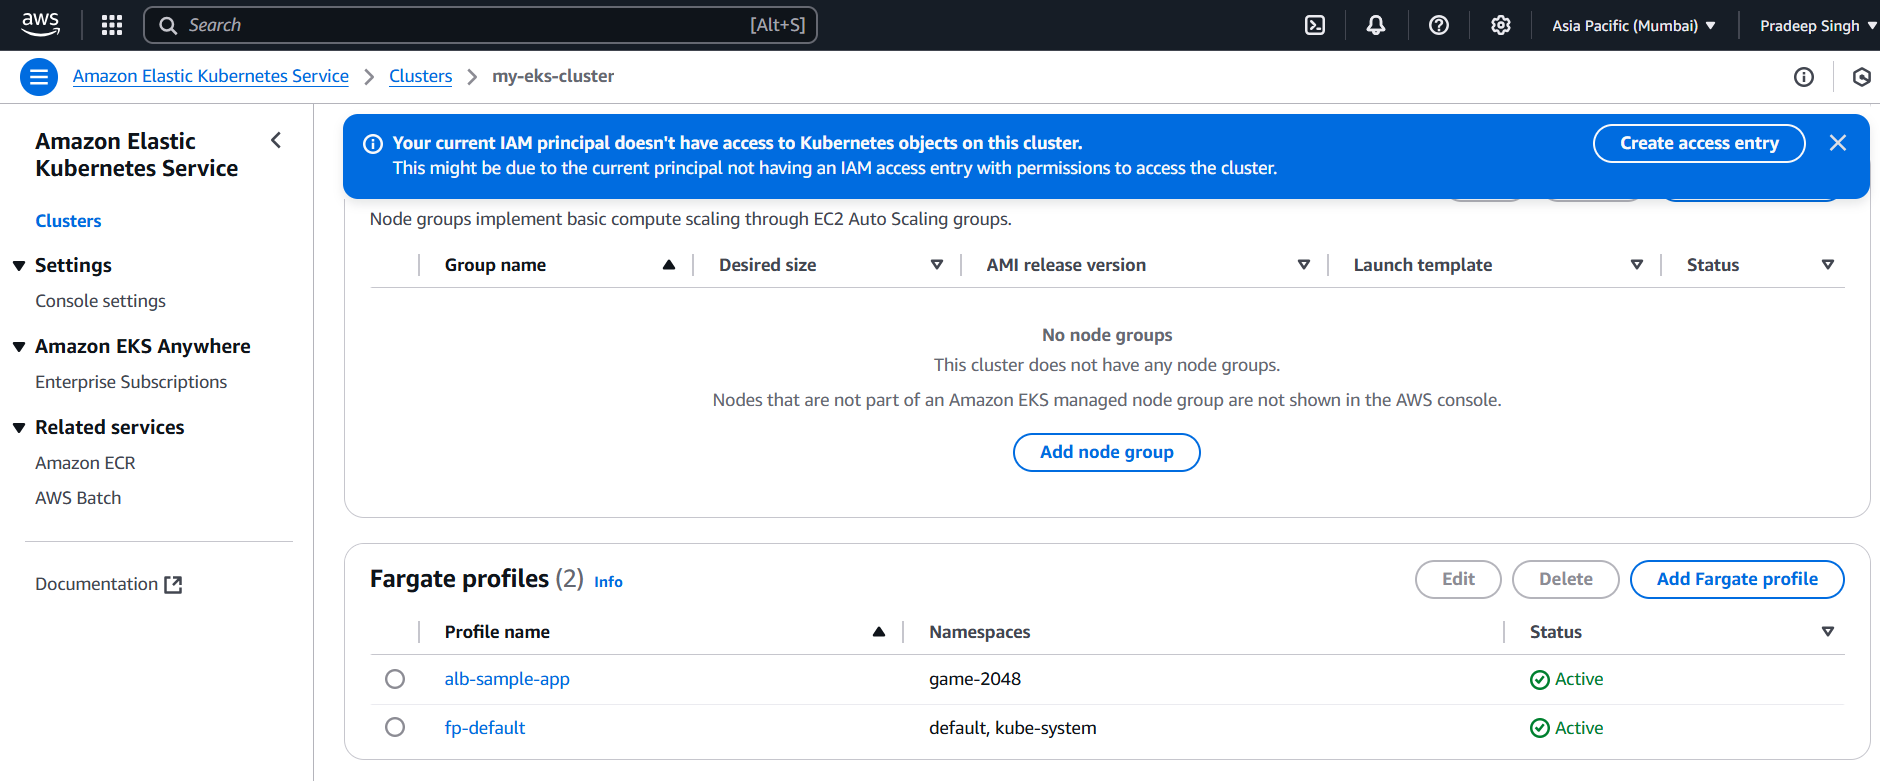 aws
Search
[Alt+S]
Asia Pacific (Mumbai)
Pradeep Singh
Amazon Elastic Kubernetes Service
Clusters
my-eks-cluster
Amazon Elastic
Kubernetes Service
Clusters
Settings
Console settings
Amazon EKS Anywhere
Enterprise Subscriptions
Related services
Amazon ECR
AWS Batch
Documentation
Your current IAM principal doesn't have access to Kubernetes objects on this cluster.
This might be due to the current principal not having an IAM access entry with permissions to access the cluster.
Create access entry
Node groups implement basic compute scaling through EC2 Auto Scaling groups.
Group name
Desired size
AMI release version
Launch template
Status
No node groups
This cluster does not have any node groups.
Nodes that are not part of an Amazon EKS managed node group are not shown in the AWS console.
Add node group
Fargate profiles (2) Info
Edit
Delete
Add Fargate profile
Profile name
Namespaces
Status
alb-sample-app
game-2048
Active
fp-default
default, kube-system
Active